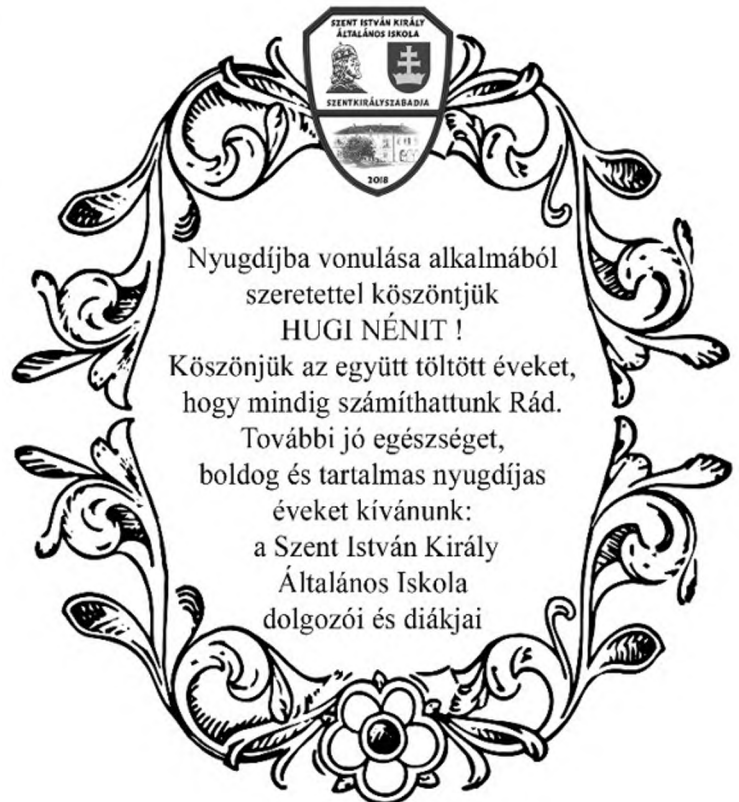 SZENT ISTVÁN KIRÁLY
ÁLTALÁNOS ISKOLA
SZENTKIRÁLYSZABADJA
2018
Nyugdíjba vonulása alkalmából
szeretettel köszöntjük
HUGI NÉNIT !
Köszönjük az együtt töltött éveket,
hogy mindig számíthattunk Rád.
További jó egészséget,
boldog és tartalmas nyugdíjas
éveket kívánunk:
a Szent István Király
Általános Iskola
dolgozói és diákjai